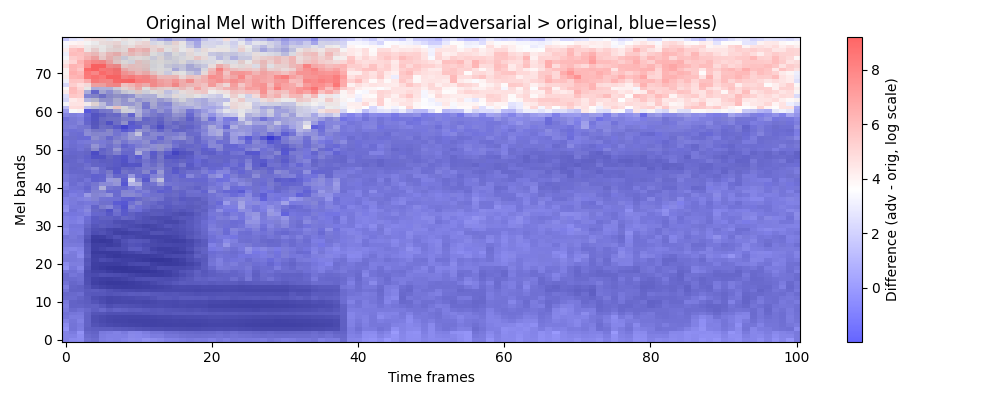 Original Mel with Differences (red=adversarial > original, blue=less)
Mel bands
70
60
50
40
30
20
10
0
0 20 40 60 80 100
Time frames
8
6
4
2
0
Difference (adv - orig, log scale)